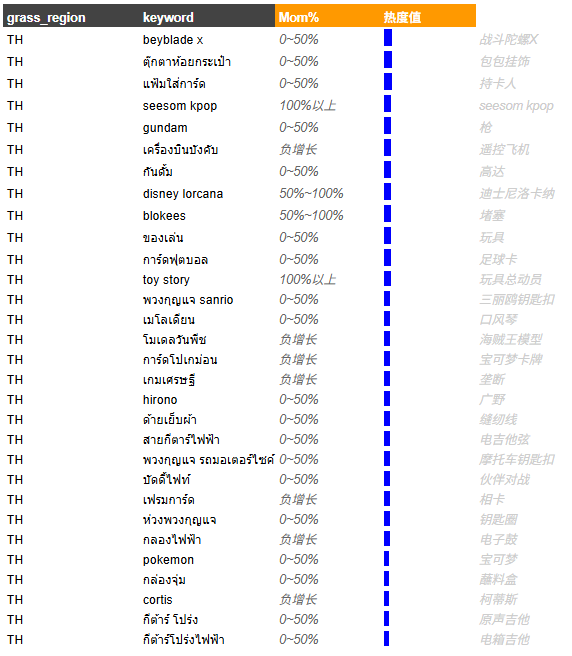 grass_region keyword Mom% 热度值
TH beyblade x 0~50% 战斗陀螺X
TH ตุ๊กตาห้อยกระเป๋า 0~50% 包包挂饰
TH แฟ้มใส่การ์ด 0~50% 持卡人
TH seesom kpop 100%以上 seesom kpop
TH gundam 0~50% 枪
TH เครื่องบินบังคับ 负增长 遥控飞机
TH กันดั้ม 0~50% 高达
TH disney lorcana 50%~100% 迪士尼洛卡纳
TH blokees 50%~100% 堵塞
TH ของเล่น 0~50% 玩具
TH การ์ดฟุตบอล 0~50% 足球卡
TH toy story 100%以上 玩具总动员
TH พวงกุญแจ sanrio 0~50% 三丽鸥钥匙扣
TH เมโลเดียน 0~50% 口风琴
TH โมเดลวันพีช 负增长 海贼王模型
TH การ์ดโปเกม่อน 负增长 宝可梦卡牌
TH เกมเศรษฐี 负增长 垄断
TH hirono 0~50% 广野
TH ด้ายเย็บผ้า 0~50% 缝纫线
TH สายกีตาร์ไฟฟ้า 0~50% 电吉他弦
TH พวงกุญแจ รถมอเตอร์ไซค์ 0~50% 摩托车钥匙扣
TH บัดดี้ไฟท์ 0~50% 伙伴对战
TH เฟรมการ์ด 负增长 相卡
TH ห่วงพวงกุญแจ 0~50% 钥匙圈
TH กลองไฟฟ้า 负增长 电子鼓
TH pokemon 0~50% 宝可梦
TH กล่องจุ่ม 0~50% 蘸料盒
TH cortis 负增长 柯蒂斯
TH กีต้าร์ โปร่ง 0~50% 原声吉他
TH กีต้าร์โปร่งไฟฟ้า 0~50% 电箱吉他